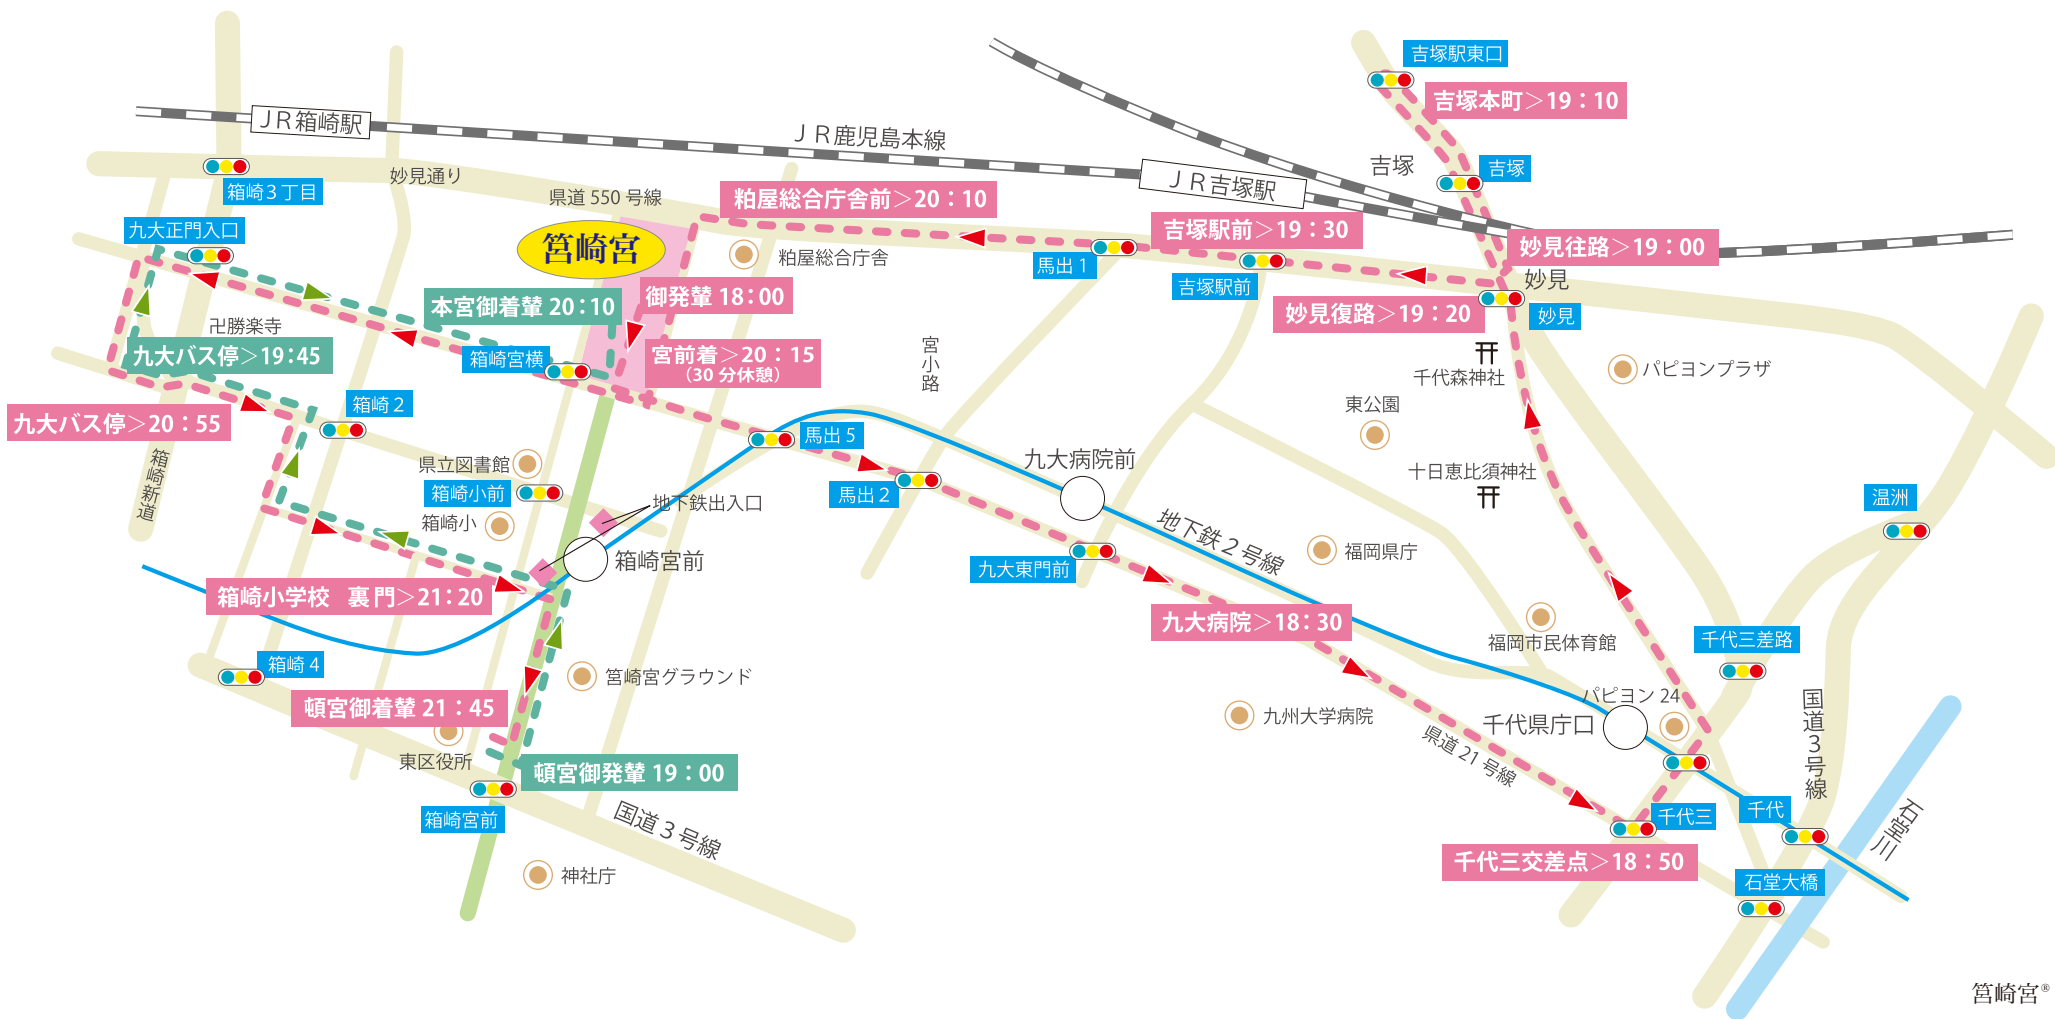 吉塚駅東口
吉塚本町＞19：10
ＪＲ箱崎駅
ＪＲ鹿児島本線
吉塚
吉塚
ＪＲ吉塚駅
妙見通り
箱崎３丁目
県道 550 号線
粕屋総合庁舎前＞20：10
吉塚駅前＞19：30
妙見往路＞19：00
九大正門入口
筥崎宮
粕屋総合庁舎
馬出 1
吉塚駅前
妙見
御発輦 18：00
本宮御着輦 20：10
妙見復路＞19：20
妙見
卍勝楽寺
九大バス停＞19：45
箱崎宮横
宮前着＞20：15
（30 分休憩）
宮小路
千代森神社
パピヨンプラザ
九大バス停＞20：55
箱崎 2
東公園
馬出 5
箱崎新道
県立図書館
箱崎小前
箱崎小
地下鉄出入口
馬出 2
九大病院前
十日恵比須神社
温洲
地下鉄２号線
福岡県庁
箱崎宮前
九大東門前
箱崎小学校　裏門＞21：20
九大病院＞18：30
福岡市民体育館
千代三差路
箱崎 4
筥崎宮グラウンド
頓宮御着輦 21：45
パピヨン 24
国道３号線
九州大学病院
千代県庁口
県道 21 号線
東区役所
頓宮御発輦 19：00
箱崎宮前
国道３号線
千代三
千代
石堂川
千代三交差点＞18：50
神社庁
石堂大橋
筥崎宮®